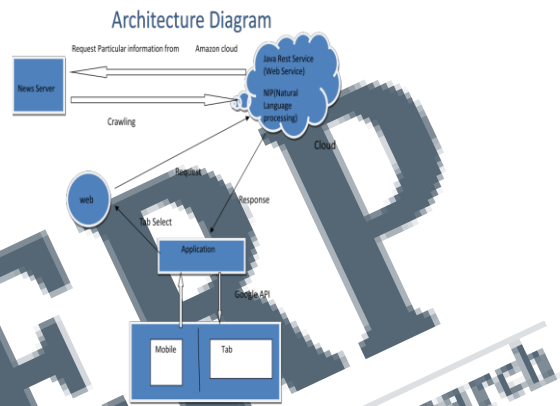 Architecture Diagram
Request Particular information from Amazon cloud
Java Rest Service
(Web Service)
News Server
NlP(Natural
Language
processing)
Crawling
Cloud
Request
web
Response
Tab Select
Application
Google API
Mobile
Tab